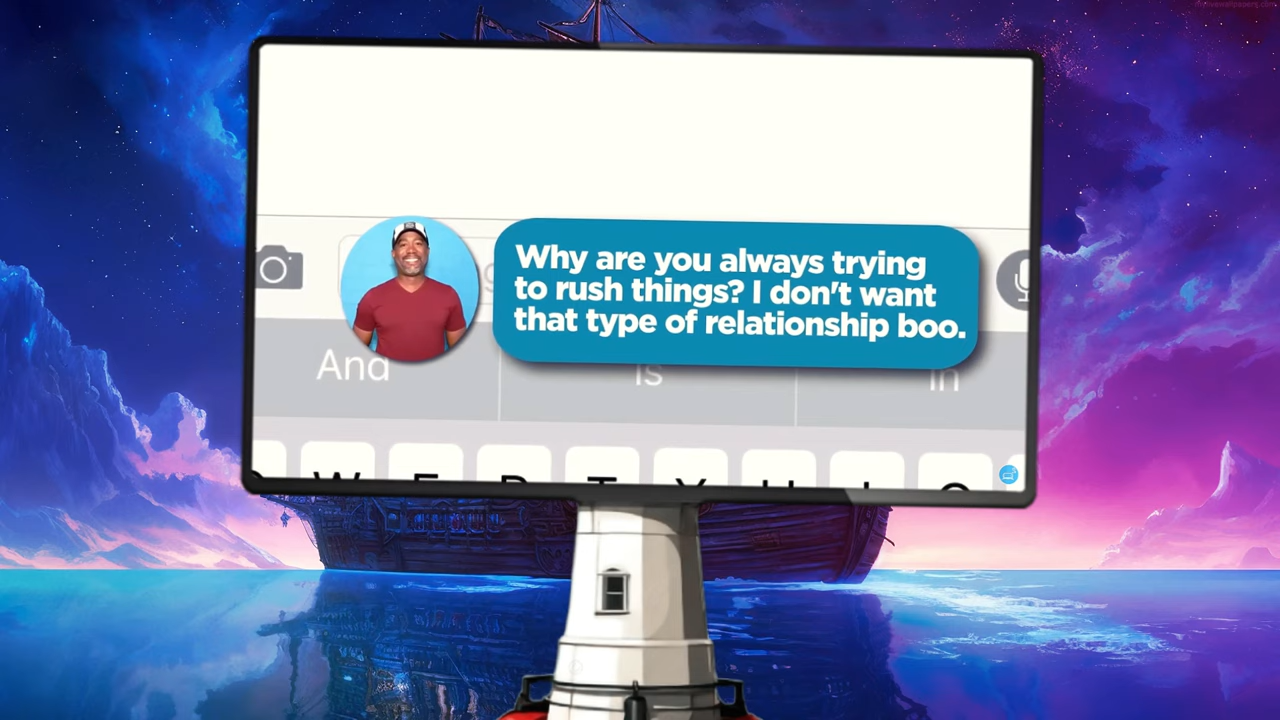 Why are you always trying
to rush things? I don't want
that type of relationship boo.
And is in
W E R T Y U I O